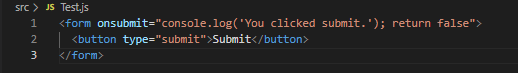 src > JS Test.js
1 <form onsubmit="console.log('You clicked submit.'); return false">
2   <button type="submit">Submit</button>
3 </form>